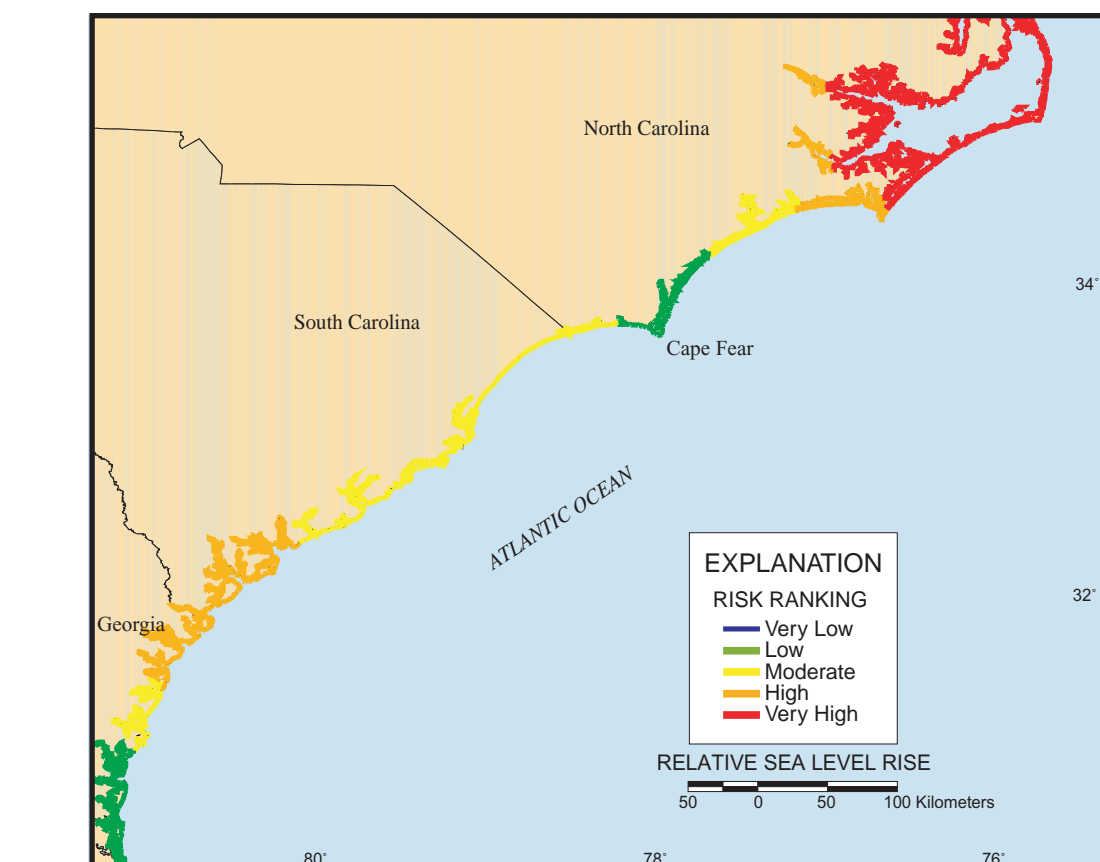 North Carolina
34°
South Carolina
Cape Fear
ATLANTIC OCEAN
EXPLANATION
RISK RANKING
Very Low
Low
Moderate
High
Very High
32°
Georgia
RELATIVE SEA LEVEL RISE
50 0 50 100 Kilometers
80° 78° 76°